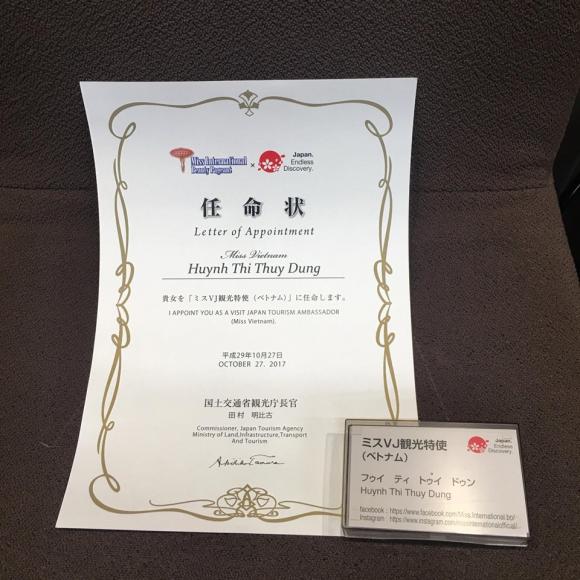 Miss International
Beauty Pageant
×
Japan.
Endless
Discovery.
任命状
Letter of Appointment
Miss Vietnam
Huynh Thi Thuy Dung
貴女を「ミスVJ観光特使(ベトナム)」に任命します。
I APPOINT YOU AS A VISIT JAPAN TOURISM AMBASSADOR
(Miss Vietnam).
平成29年10月27日
OCTOBER 27. 2017
国土交通省観光庁長官
田村 明比古
Commissioner, Japan Tourism Agency
Ministry of Land,Infrastructure,Transport
And Tourism
Akihiko Tamura
ミスVJ観光特使
(ベトナム)
Japan.
Endless
Discovery.
フゥイ ティ トゥイ ドゥン
Huynh Thi Thuy Dung
facebook : https://www.facebook.com/Miss.International.bp/
Instagram : https://www.instagram.com/missinternationalofficial/